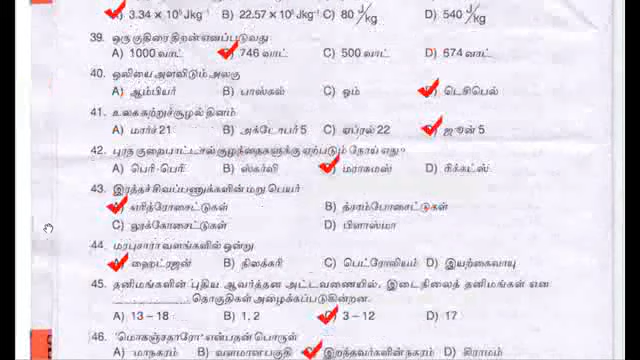 A) 3.34 × 10⁵ Jkg⁻¹ B) 22.57 × 10⁵ Jkg⁻¹ C) 80 J/kg D) 540 J/kg
39. ஒரு குதிரை திறன் எனப்படுவது
A) 1000 வாட் B) 746 வாட் C) 500 வாட் D) 674 வாட்
40. ஒலியை அளவிடும் அலகு
A) ஆம்பியர் B) பாஸ்கள் C) ஓம் D) டெசிபெல்
41. உலக சுற்றுச்சூழல் தினம்
A) மார்ச் 21 B) அக்டோபர் 5 C) ஏப்ரல் 22 D) ஜூன் 5
42. புரத குறைபாட்டால் குழந்தைகளுக்கு ஏற்படும் நோய் எது?
A) பெரி-பெரி B) ஸ்கர்வி C) மராசுமஸ் D) ரிக்கட்ஸ்
43. இரத்தச் சிவப்பணுக்களின் மறு பெயர்
A) எரித்ரோசைட்டுகள் B) த்ராம்போசைட்டுகள்
C) லூக்கோசைட்டுகள் D) பிளாஸ்மா
44. மரபுசாரா வளங்களில் ஒன்று
A) ஹைட்ரஜன் B) நிலக்கரி C) பெட்ரோலியம் D) இயற்கைவாயு
45. தனிமங்களின் புதிய ஆவர்த்தன அட்டவணையில், இடைநிலைத் தனிமங்கள் என
____________ தொகுதிகள் அழைக்கப்படுகின்றன.
A) 13 – 18 B) 1, 2 C) 3 – 12 D) 17
46. 'மொகஞ்சதாரோ' என்பதன் பொருள்
A) மாநகரம் B) வளமான பகுதி C) இறந்தவர்களின் நகரம் D) கிராமம்